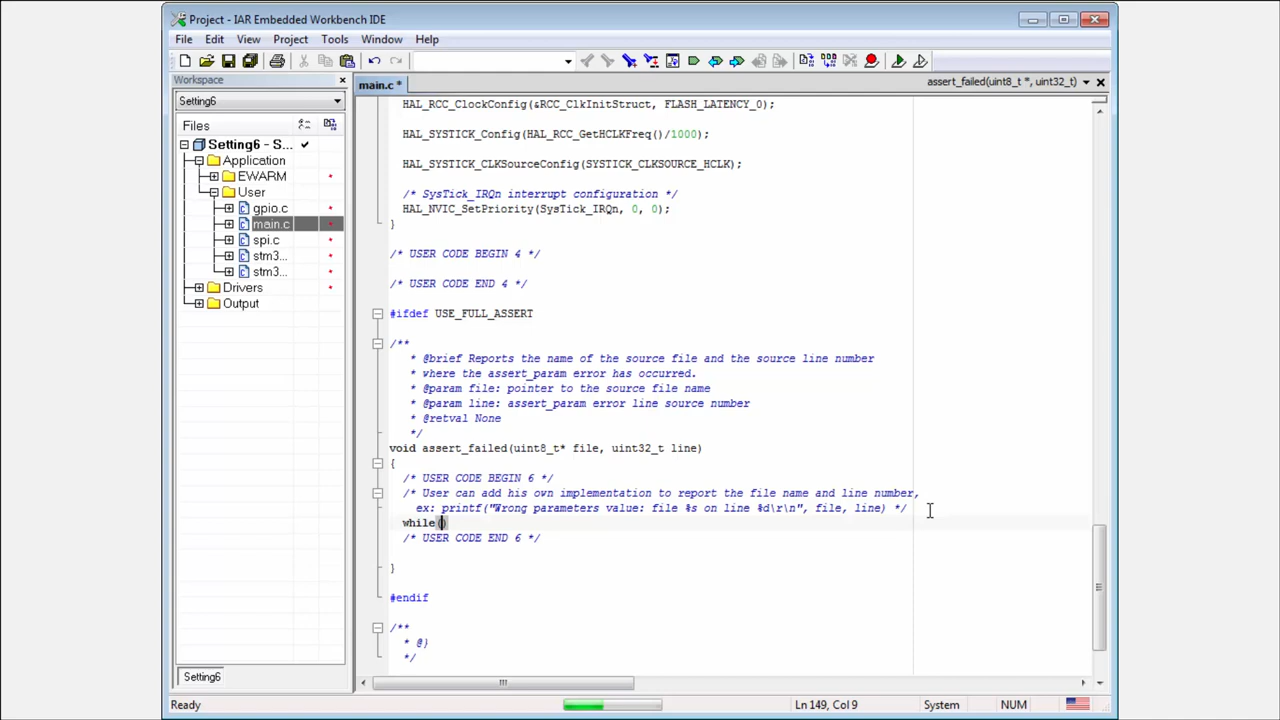 Project - IAR Embedded Workbench IDE
File Edit View Project Tools Window Help
Workspace
main.c *
assert_failed(uint8_t *, uint32_t)
Setting6
Files
Setting6 - S...
Application
EWARM
User
gpio.c
main.c
spi.c
stm3...
stm3...
Drivers
Output
Setting6
HAL_RCC_ClockConfig(&RCC_ClkInitStruct, FLASH_LATENCY_0);
HAL_SYSTICK_Config(HAL_RCC_GetHCLKFreq()/1000);
HAL_SYSTICK_CLKSourceConfig(SYSTICK_CLKSOURCE_HCLK);
/* SysTick_IRQn interrupt configuration */
HAL_NVIC_SetPriority(SysTick_IRQn, 0, 0);
}
/* USER CODE BEGIN 4 */
/* USER CODE END 4 */
#ifdef USE_FULL_ASSERT
/**
* @brief Reports the name of the source file and the source line number
* where the assert_param error has occurred.
* @param file: pointer to the source file name
* @param line: assert_param error line source number
* @retval None
*/
void assert_failed(uint8_t* file, uint32_t line)
{
/* USER CODE BEGIN 6 */
/* User can add his own implementation to report the file name and line number,
ex: printf("Wrong parameters value: file %s on line %d\r\n", file, line) */
while()
/* USER CODE END 6 */
}
#endif
/**
* @}
*/
Ready
Ln 149, Col 9
System
NUM